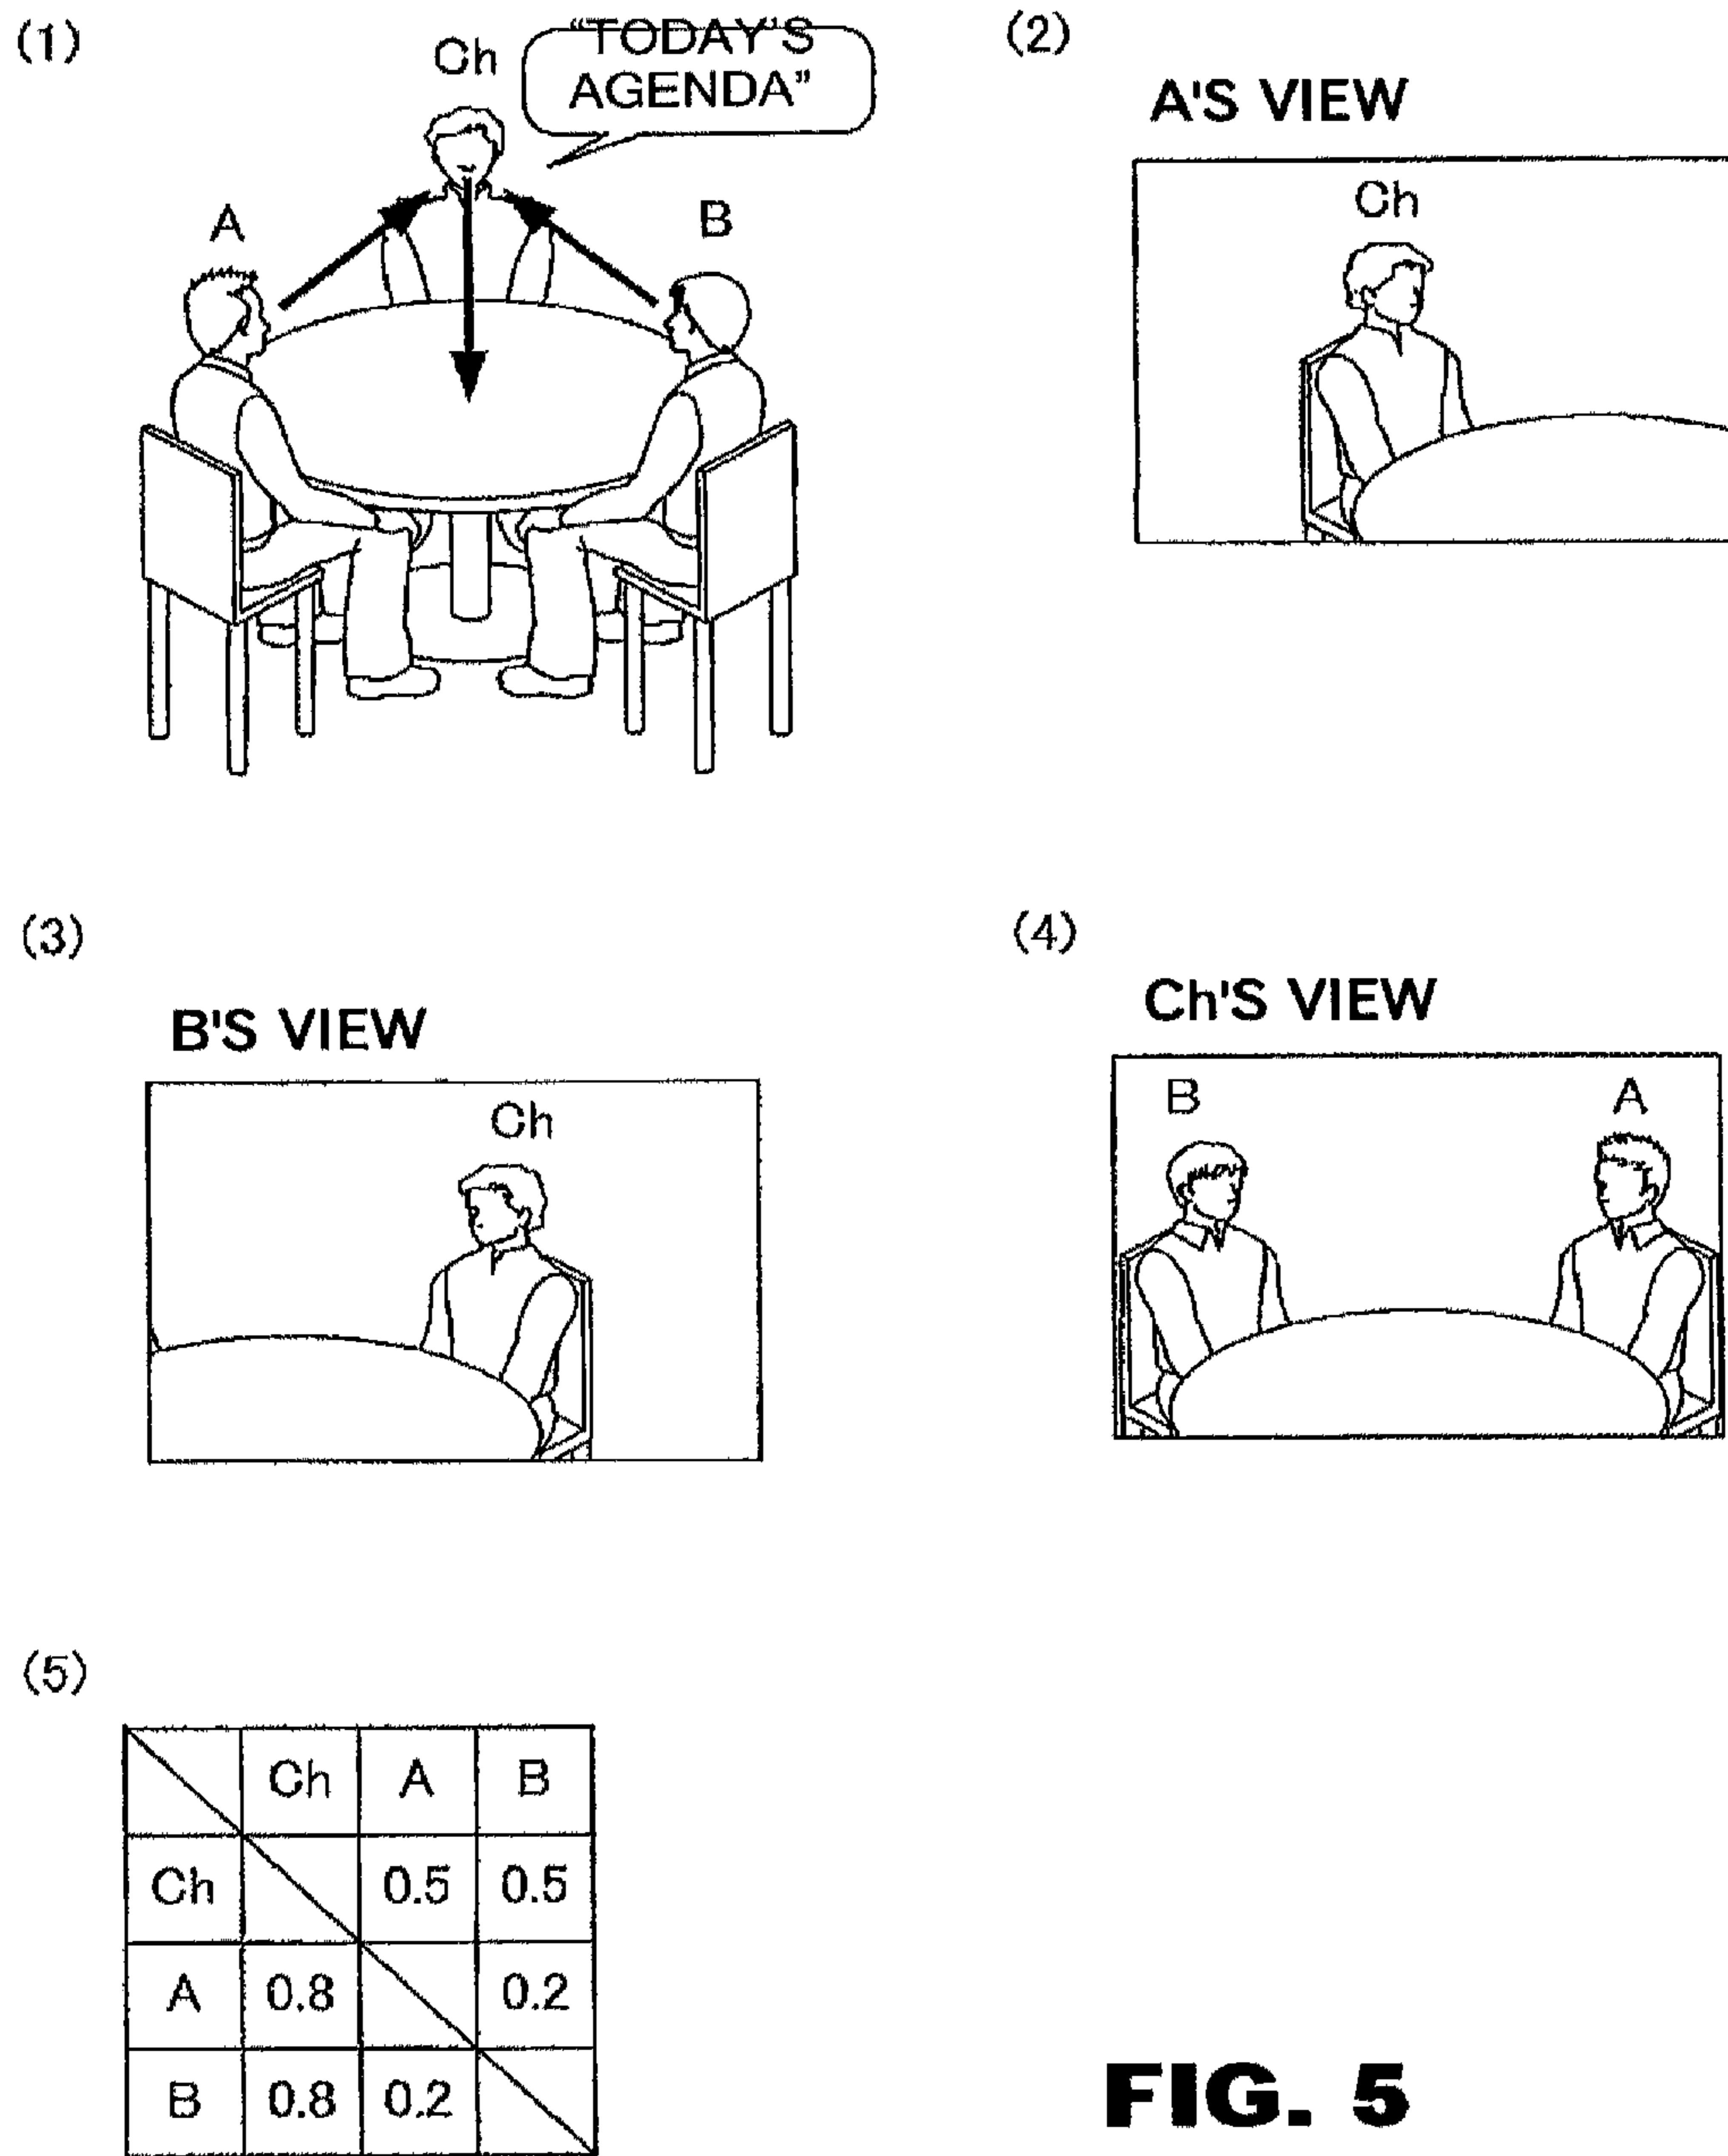 (1)
Ch
“TODAY'S
AGENDA”
A
B
(2)
A'S VIEW
Ch
(3)
B'S VIEW
Ch
(4)
Ch'S VIEW
B A
(5)
Ch A B
Ch 0.5 0.5
A 0.8 0.2
B 0.8 0.2
FIG. 5